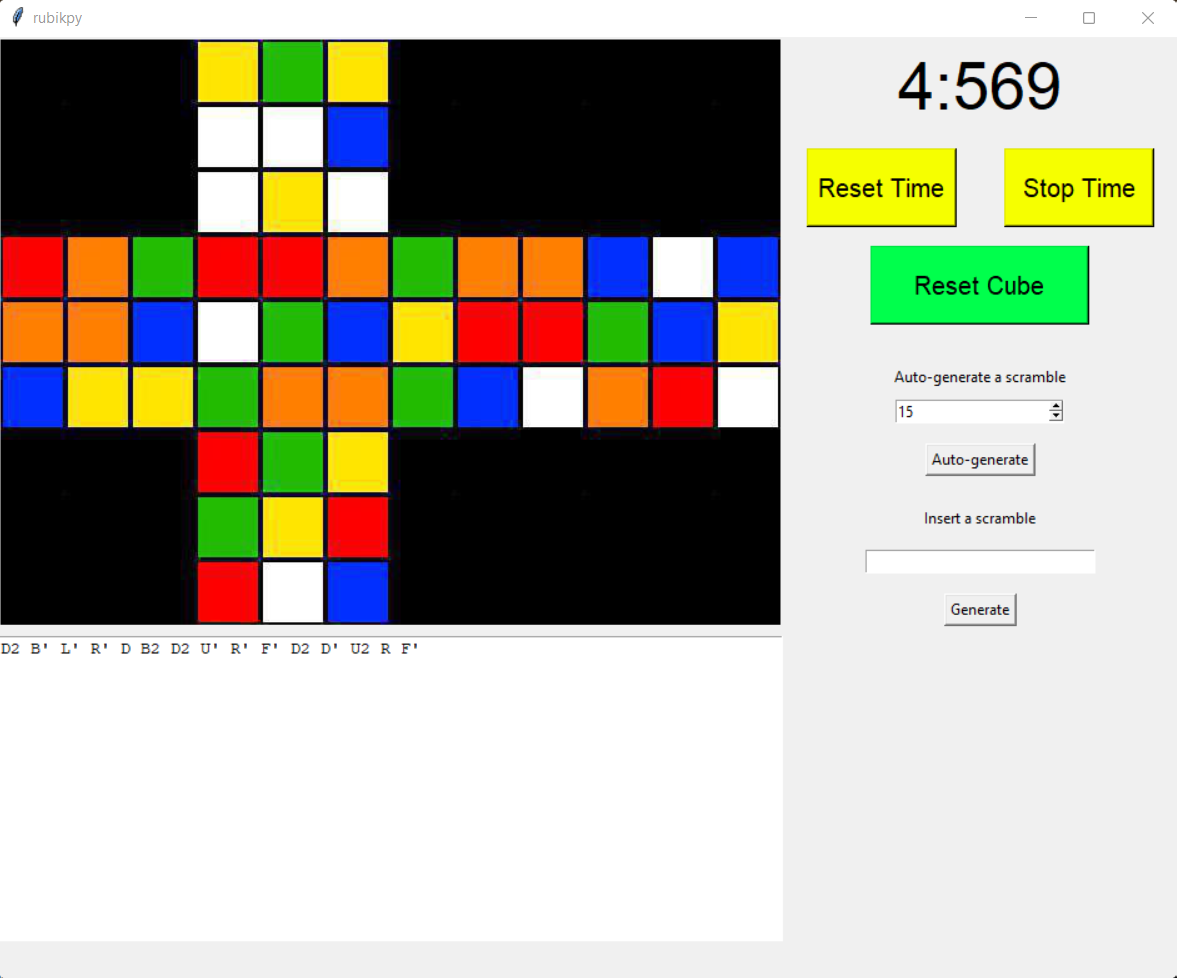 rubikpy
4:569
Reset Time
Stop Time
Reset Cube
Auto-generate a scramble
15
Auto-generate
Insert a scramble
Generate
D2 B' L' R' D B2 D2 U' R' F' D2 D' U2 R F'